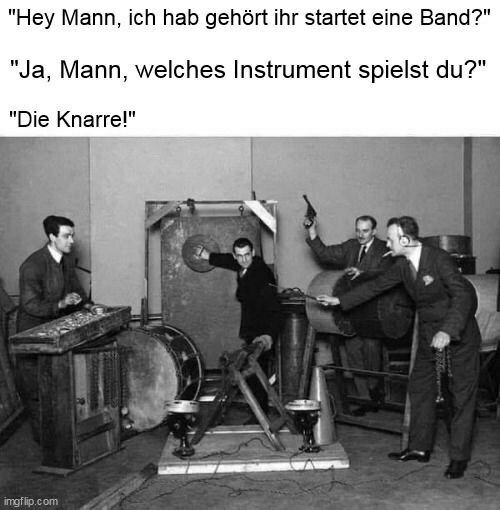 "Hey Mann, ich hab gehört ihr startet eine Band?"
"Ja, Mann, welches Instrument spielst du?"
"Die Knarre!"
imgflip.com